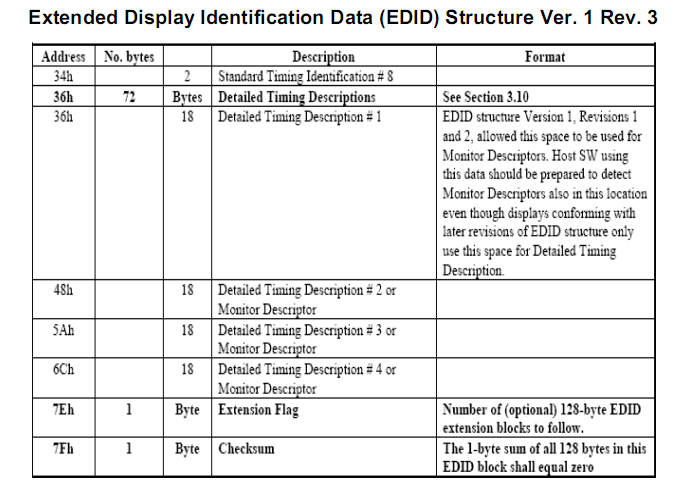 Extended Display Identification Data (EDID) Structure Ver. 1 Rev. 3
Address No. bytes Description Format
34h 2 Standard Timing Identification # 8
36h 72 Bytes Detailed Timing Descriptions See Section 3.10
36h 18 Detailed Timing Description # 1 EDID structure Version 1, Revisions 1
and 2, allowed this space to be used for
Monitor Descriptors. Host SW using
this data should be prepared to detect
Monitor Descriptors also in this location
even though displays conforming with
later revisions of EDID structure only
use this space for Detailed Timing
Description.
48h 18 Detailed Timing Description # 2 or
Monitor Descriptor
5Ah 18 Detailed Timing Description # 3 or
Monitor Descriptor
6Ch 18 Detailed Timing Description # 4 or
Monitor Descriptor
7Eh 1 Byte Extension Flag Number of (optional) 128-byte EDID
extension blocks to follow.
7Fh 1 Byte Checksum The 1-byte sum of all 128 bytes in this
EDID block shall equal zero